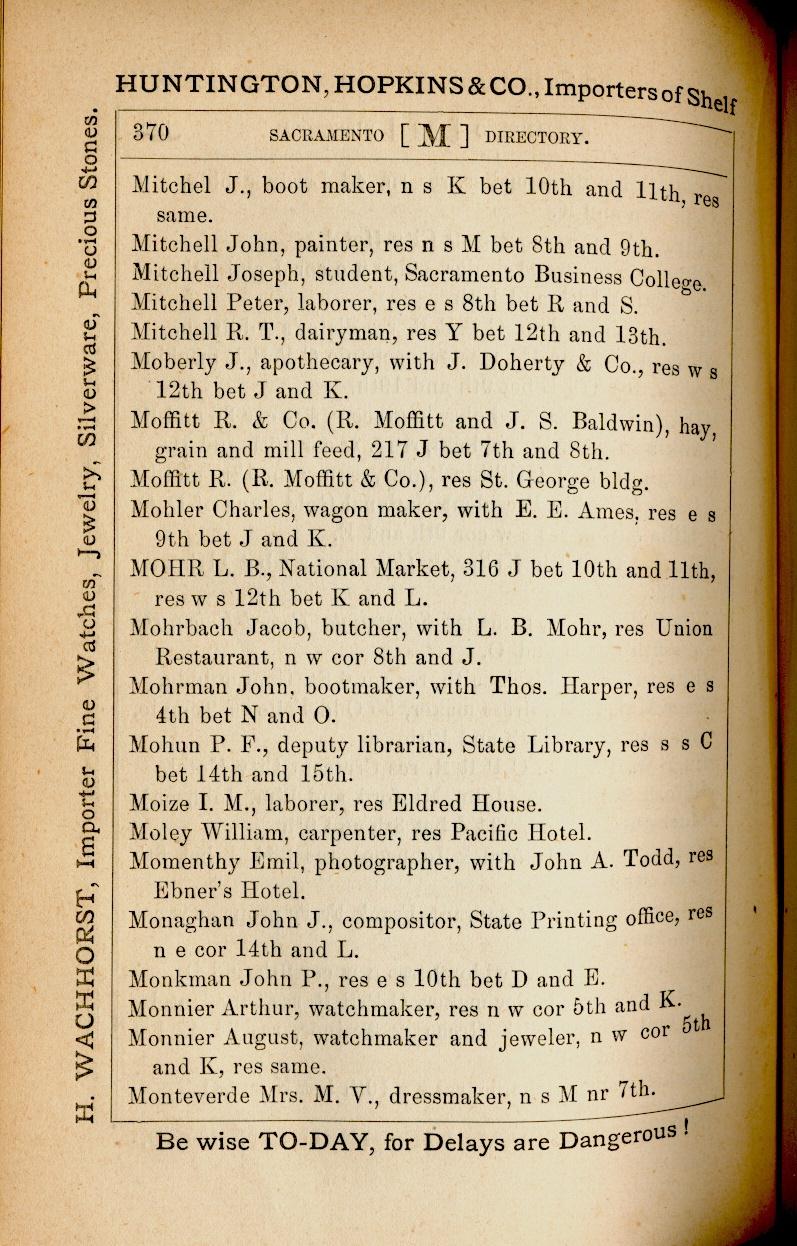 HUNTINGTON, HOPKINS & CO., Importers of Shelf
370 SACRAMENTO [M] DIRECTORY.
Mitchel J., boot maker, n s K bet 10th and 11th, res
same.
Mitchell John, painter, res n s M bet 8th and 9th.
Mitchell Joseph, student, Sacramento Business College.
Mitchell Peter, laborer, res e s 8th bet R and S.
Mitchell R. T., dairyman, res Y bet 12th and 13th.
Moberly J., apothecary, with J. Doherty & Co., res w s
12th bet J and K.
Moffitt R. & Co. (R. Moffitt and J. S. Baldwin), hay,
grain and mill feed, 217 J bet 7th and 8th.
Moffitt R. (R. Moffitt & Co.), res St. George bldg.
Mohler Charles, wagon maker, with E. E. Ames, res e s
9th bet J and K.
MOHR L. B., National Market, 316 J bet 10th and 11th,
res w s 12th bet K and L.
Mohrbach Jacob, butcher, with L. B. Mohr, res Union
Restaurant, n w cor 8th and J.
Mohrman John, bootmaker, with Thos. Harper, res e s
4th bet N and O.
Mohun P. F., deputy librarian, State Library, res s s C
bet 14th and 15th.
Moize I. M., laborer, res Eldred House.
Moley William, carpenter, res Pacific Hotel.
Momenthy Emil, photographer, with John A. Todd, res
Ebner's Hotel.
Monaghan John J., compositor, State Printing office, res
n e cor 14th and L.
Monkman John P., res e s 10th bet D and E.
Monnier Arthur, watchmaker, res n w cor 5th and K.
Monnier August, watchmaker and jeweler, n w cor 5th
and K, res same.
Monteverde Mrs. M. V., dressmaker, n s M nr 7th.
Be wise TO-DAY, for Delays are Dangerous!
H. WACHHORST, Importer Fine Watches, Jewelry, Silverware, Precious Stones.